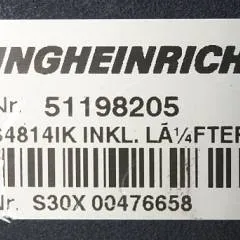 NGHEINRICH
Nr. 51198205
S4814IK INKL. LÃ¼FTER
Nr. S30X 00476658